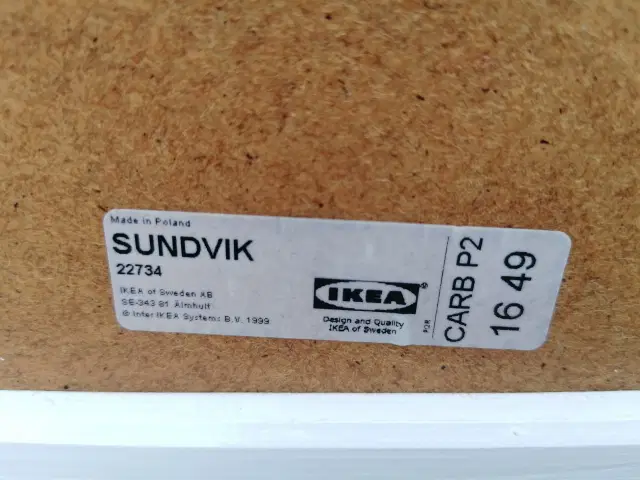 Made in Poland
SUNDVIK
22734
IKEA of Sweden AB
SE-343 81 Älmhult
© Inter IKEA Systems B.V. 1999
IKEA
Design and Quality
IKEA of Sweden
PQR
CARB P2
16 49